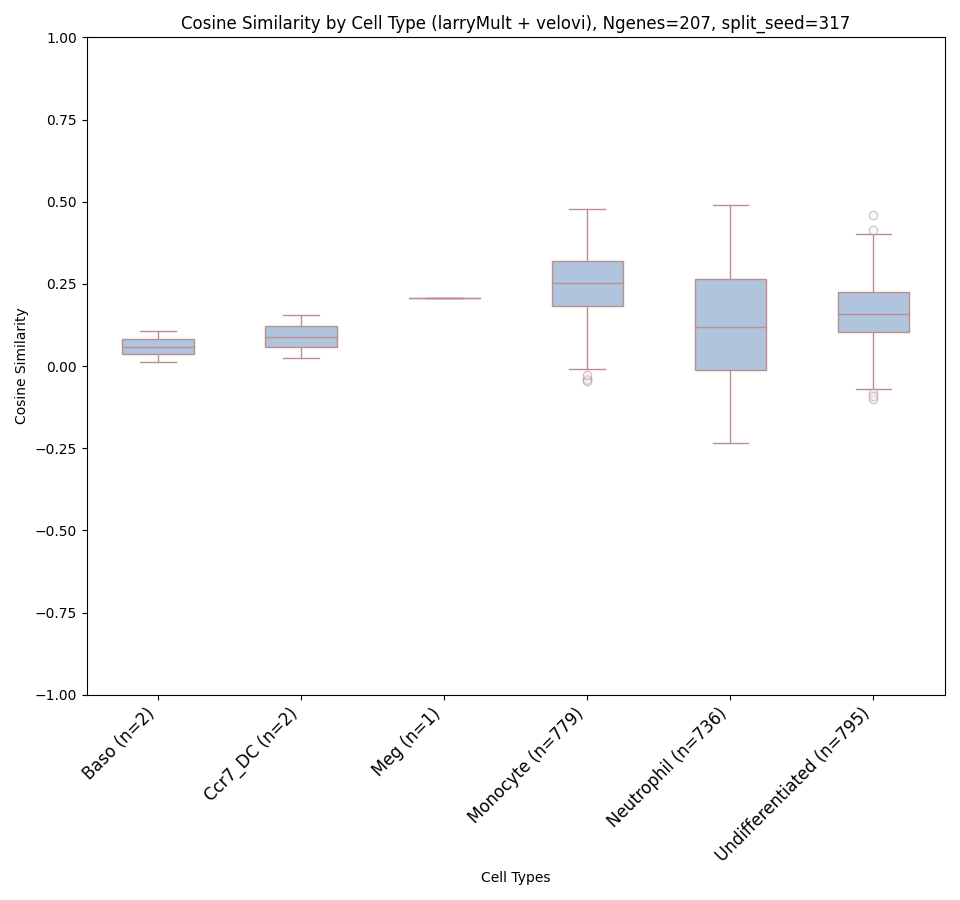 Cosine Similarity by Cell Type (larryMult + velovi), Ngenes=207, split_seed=317
1.00
0.75
0.50
0.25
0.00
−0.25
−0.50
−0.75
−1.00
Cosine Similarity
Baso (n=2)
Ccr7_DC (n=2)
Meg (n=1)
Monocyte (n=779)
Neutrophil (n=736)
Undifferentiated (n=795)
Cell Types